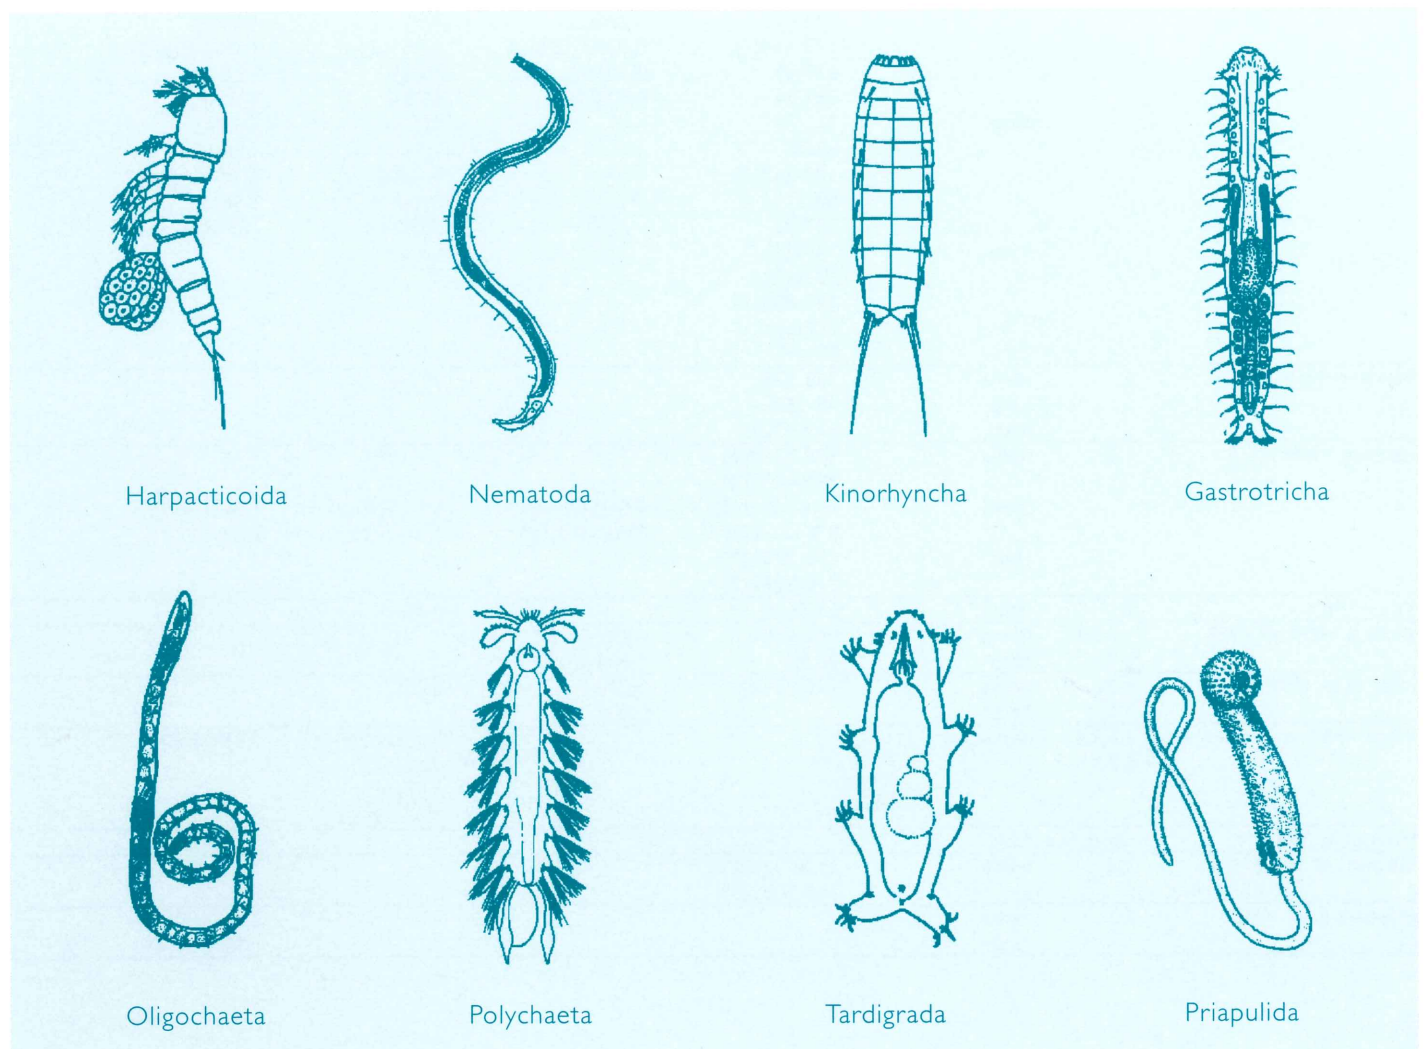 Harpacticoida
Nematoda
Kinorhyncha
Gastrotricha
Oligochaeta
Polychaeta
Tardigrada
Priapulida